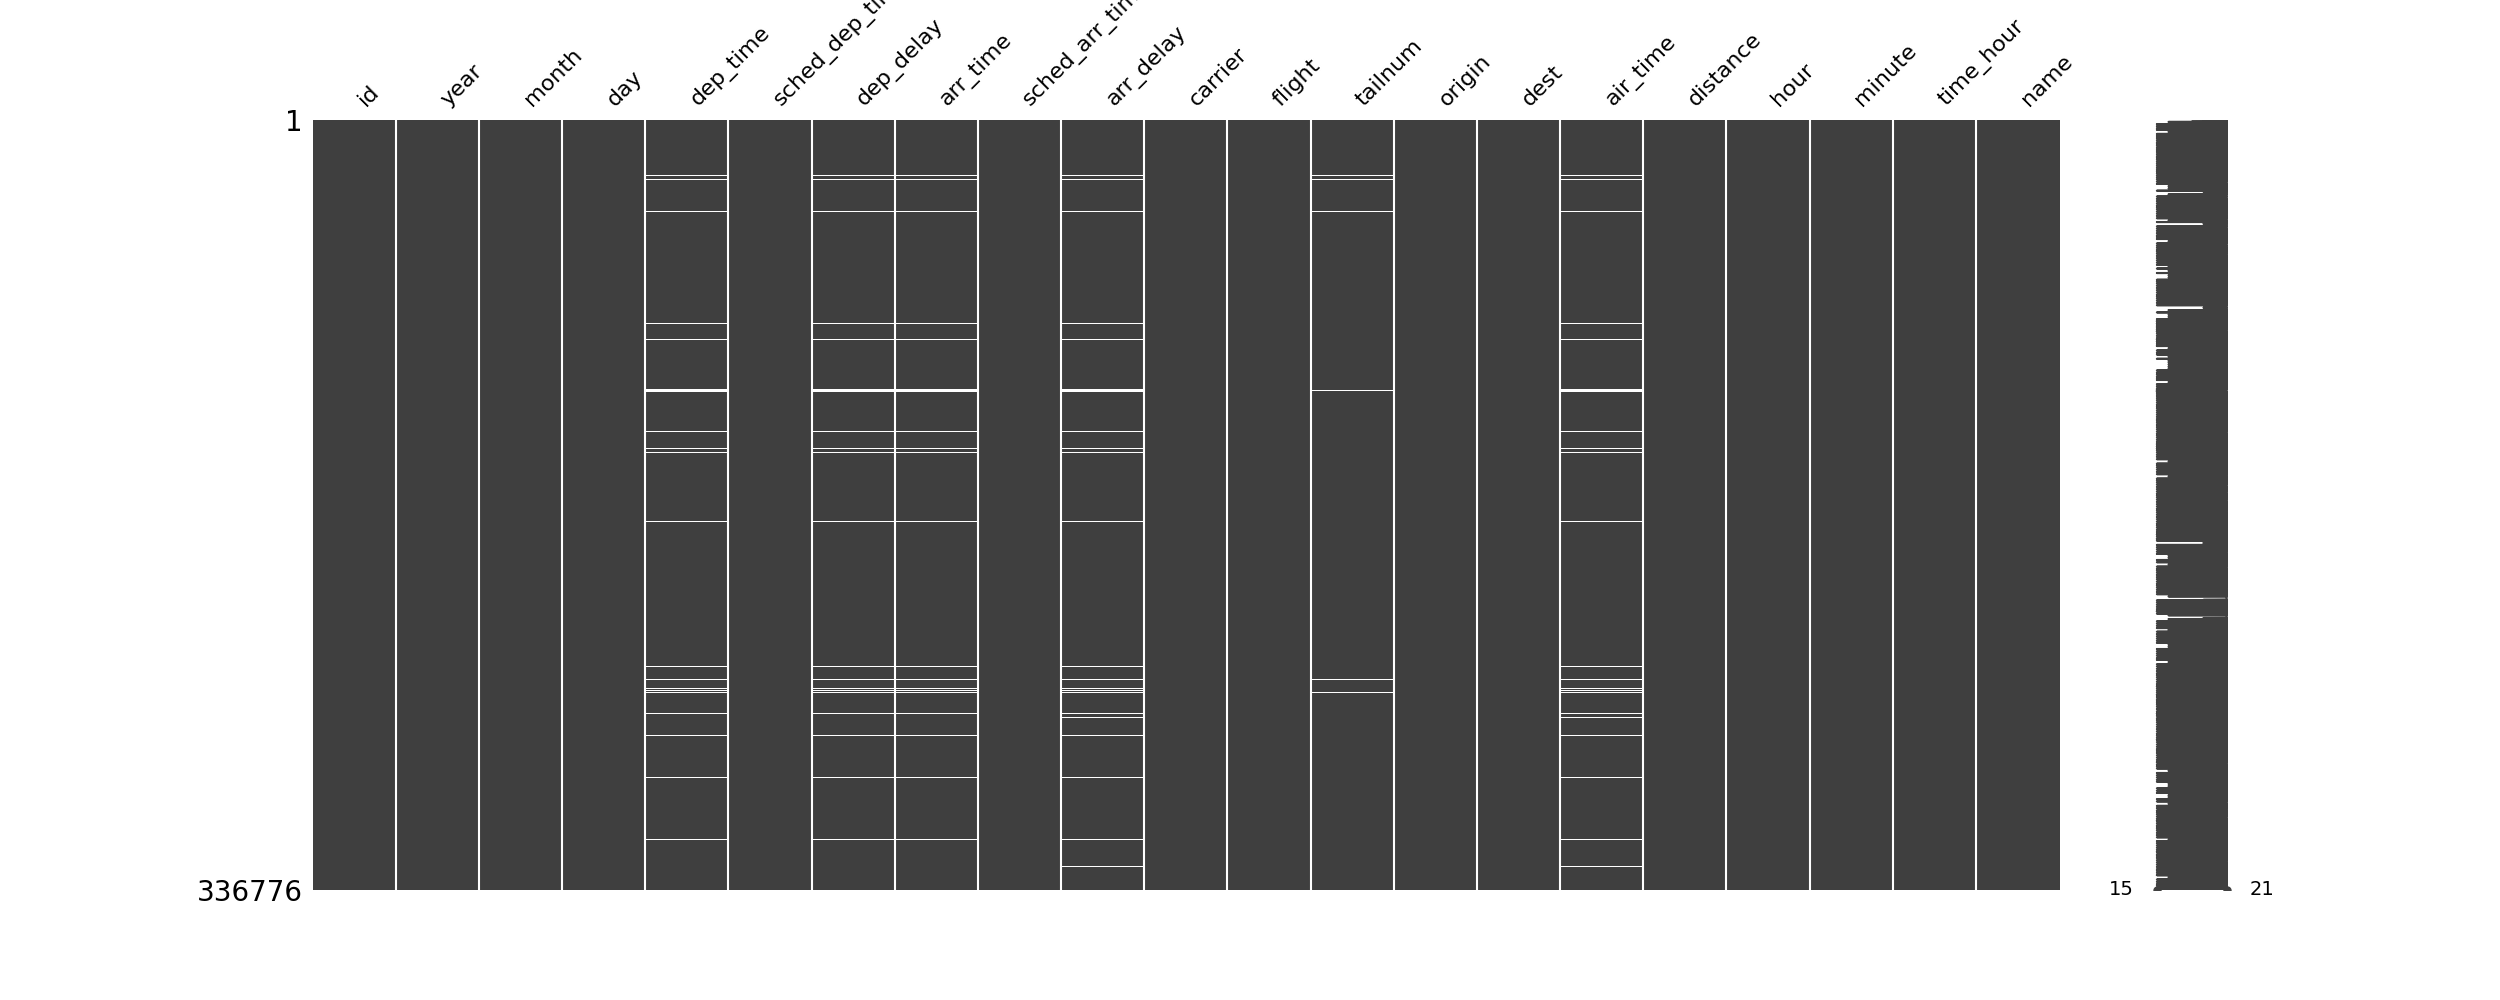 id
year
month
day
dep_time
dep_delay
arr_time
arr_delay
carrier
flight
tailnum
origin
dest
air_time
distance
hour
minute
time_hour
name
1
336776
15
21